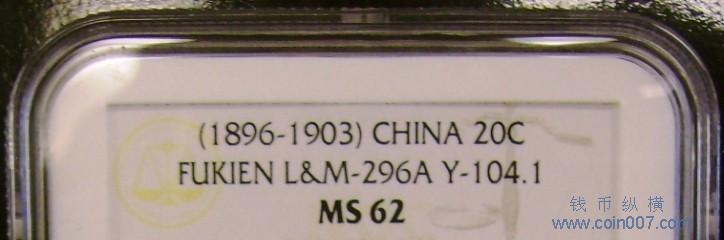 (1896-1903) CHINA 20C
FUKIEN L&M-296A Y-104.1
MS 62
钱币纵横
www.coin007.com